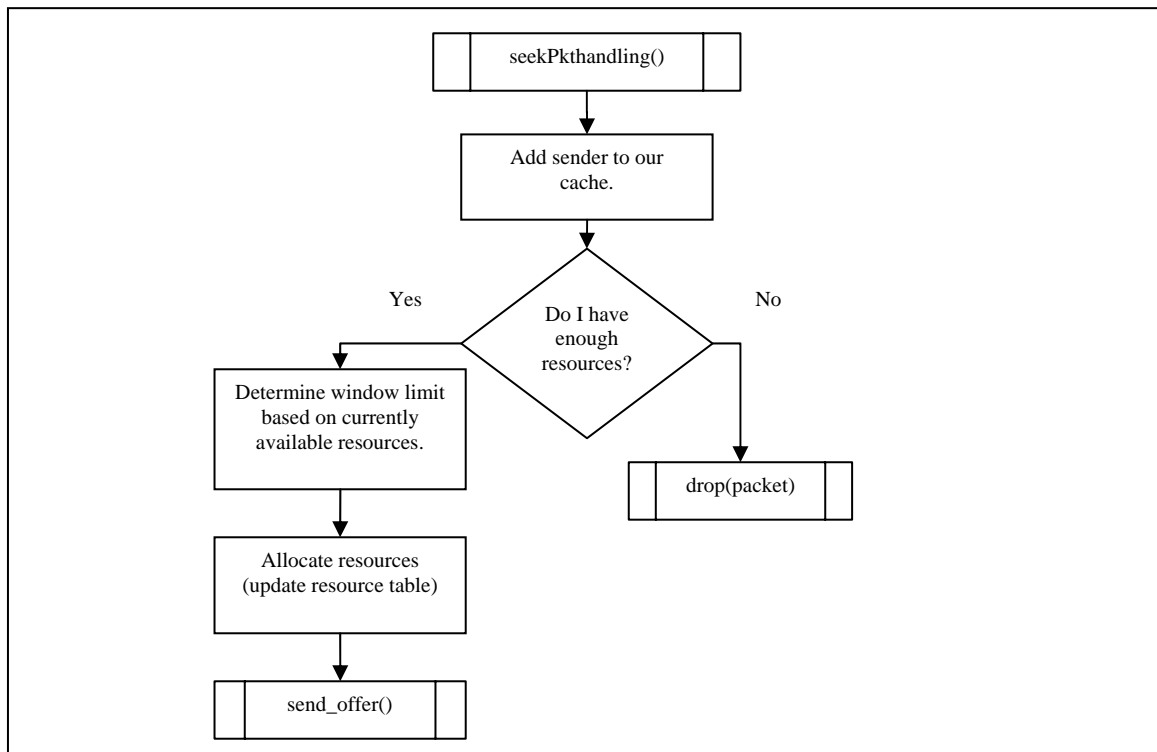 seekPkthandling()
Add sender to our
cache.
Yes
No
Do I have
enough
resources?
Determine window limit
based on currently
available resources.
drop(packet)
Allocate resources
(update resource table)
send_offer()